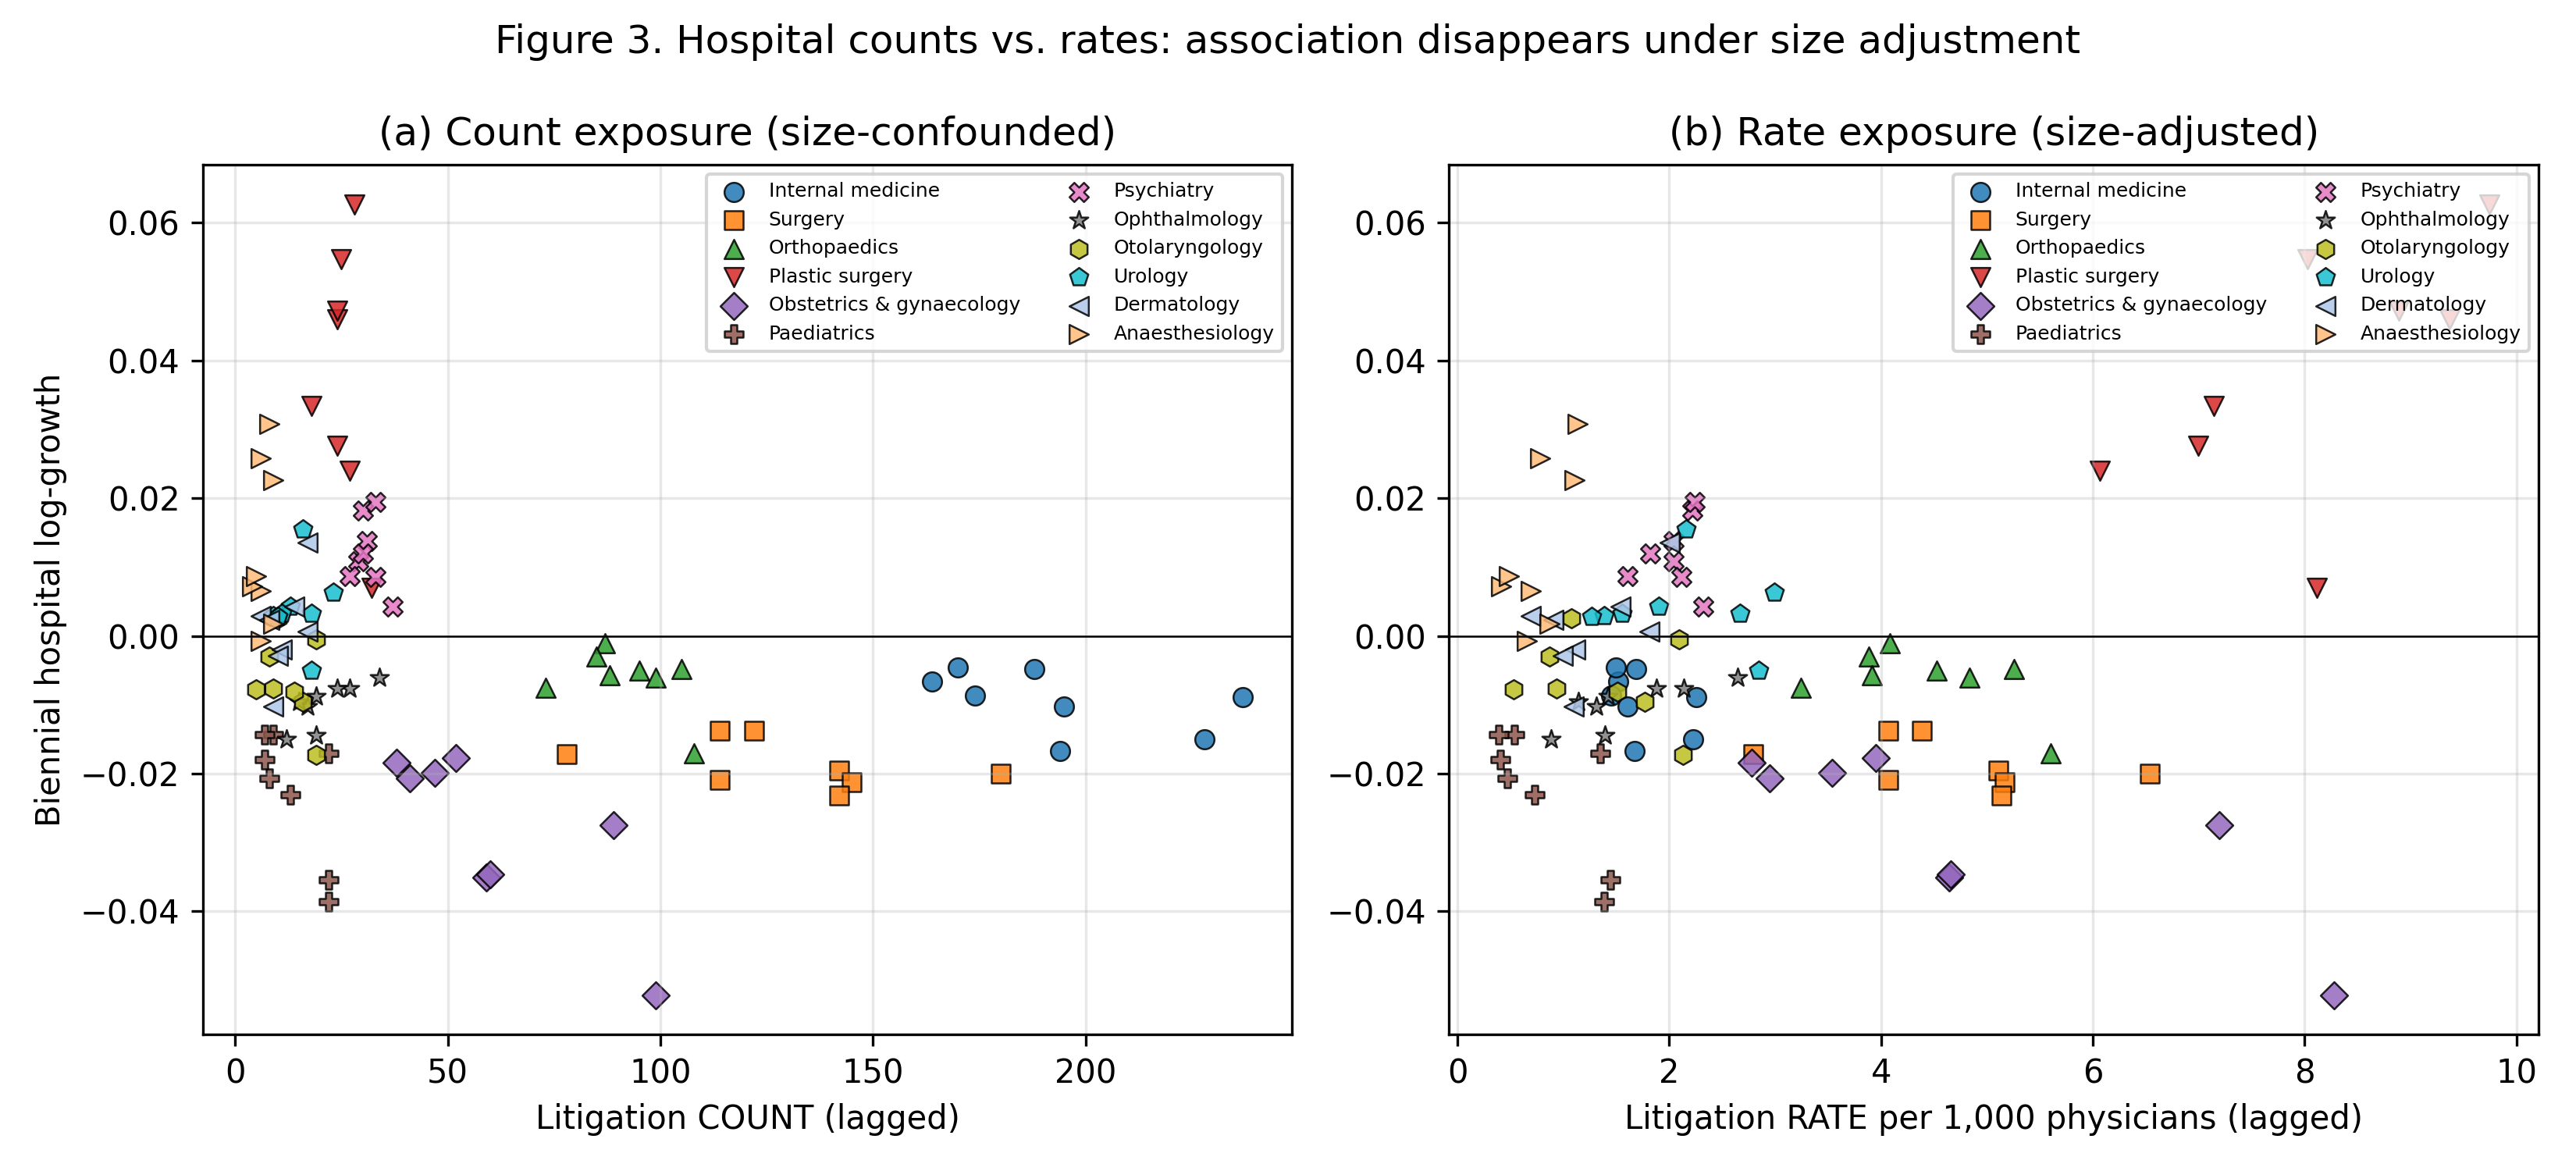 Figure 3. Hospital counts vs. rates: association disappears under size adjustment
(a) Count exposure (size-confounded)
Biennial hospital log-growth
0.06
0.04
0.02
0.00
−0.02
−0.04
Internal medicine
Surgery
Orthopaedics
Plastic surgery
Obstetrics & gynaecology
Paediatrics
Psychiatry
Ophthalmology
Otolaryngology
Urology
Dermatology
Anaesthesiology
0 50 100 150 200
Litigation COUNT (lagged)
(b) Rate exposure (size-adjusted)
0.06
0.04
0.02
0.00
−0.02
−0.04
Internal medicine
Surgery
Orthopaedics
Plastic surgery
Obstetrics & gynaecology
Paediatrics
Psychiatry
Ophthalmology
Otolaryngology
Urology
Dermatology
Anaesthesiology
0 2 4 6 8 10
Litigation RATE per 1,000 physicians (lagged)